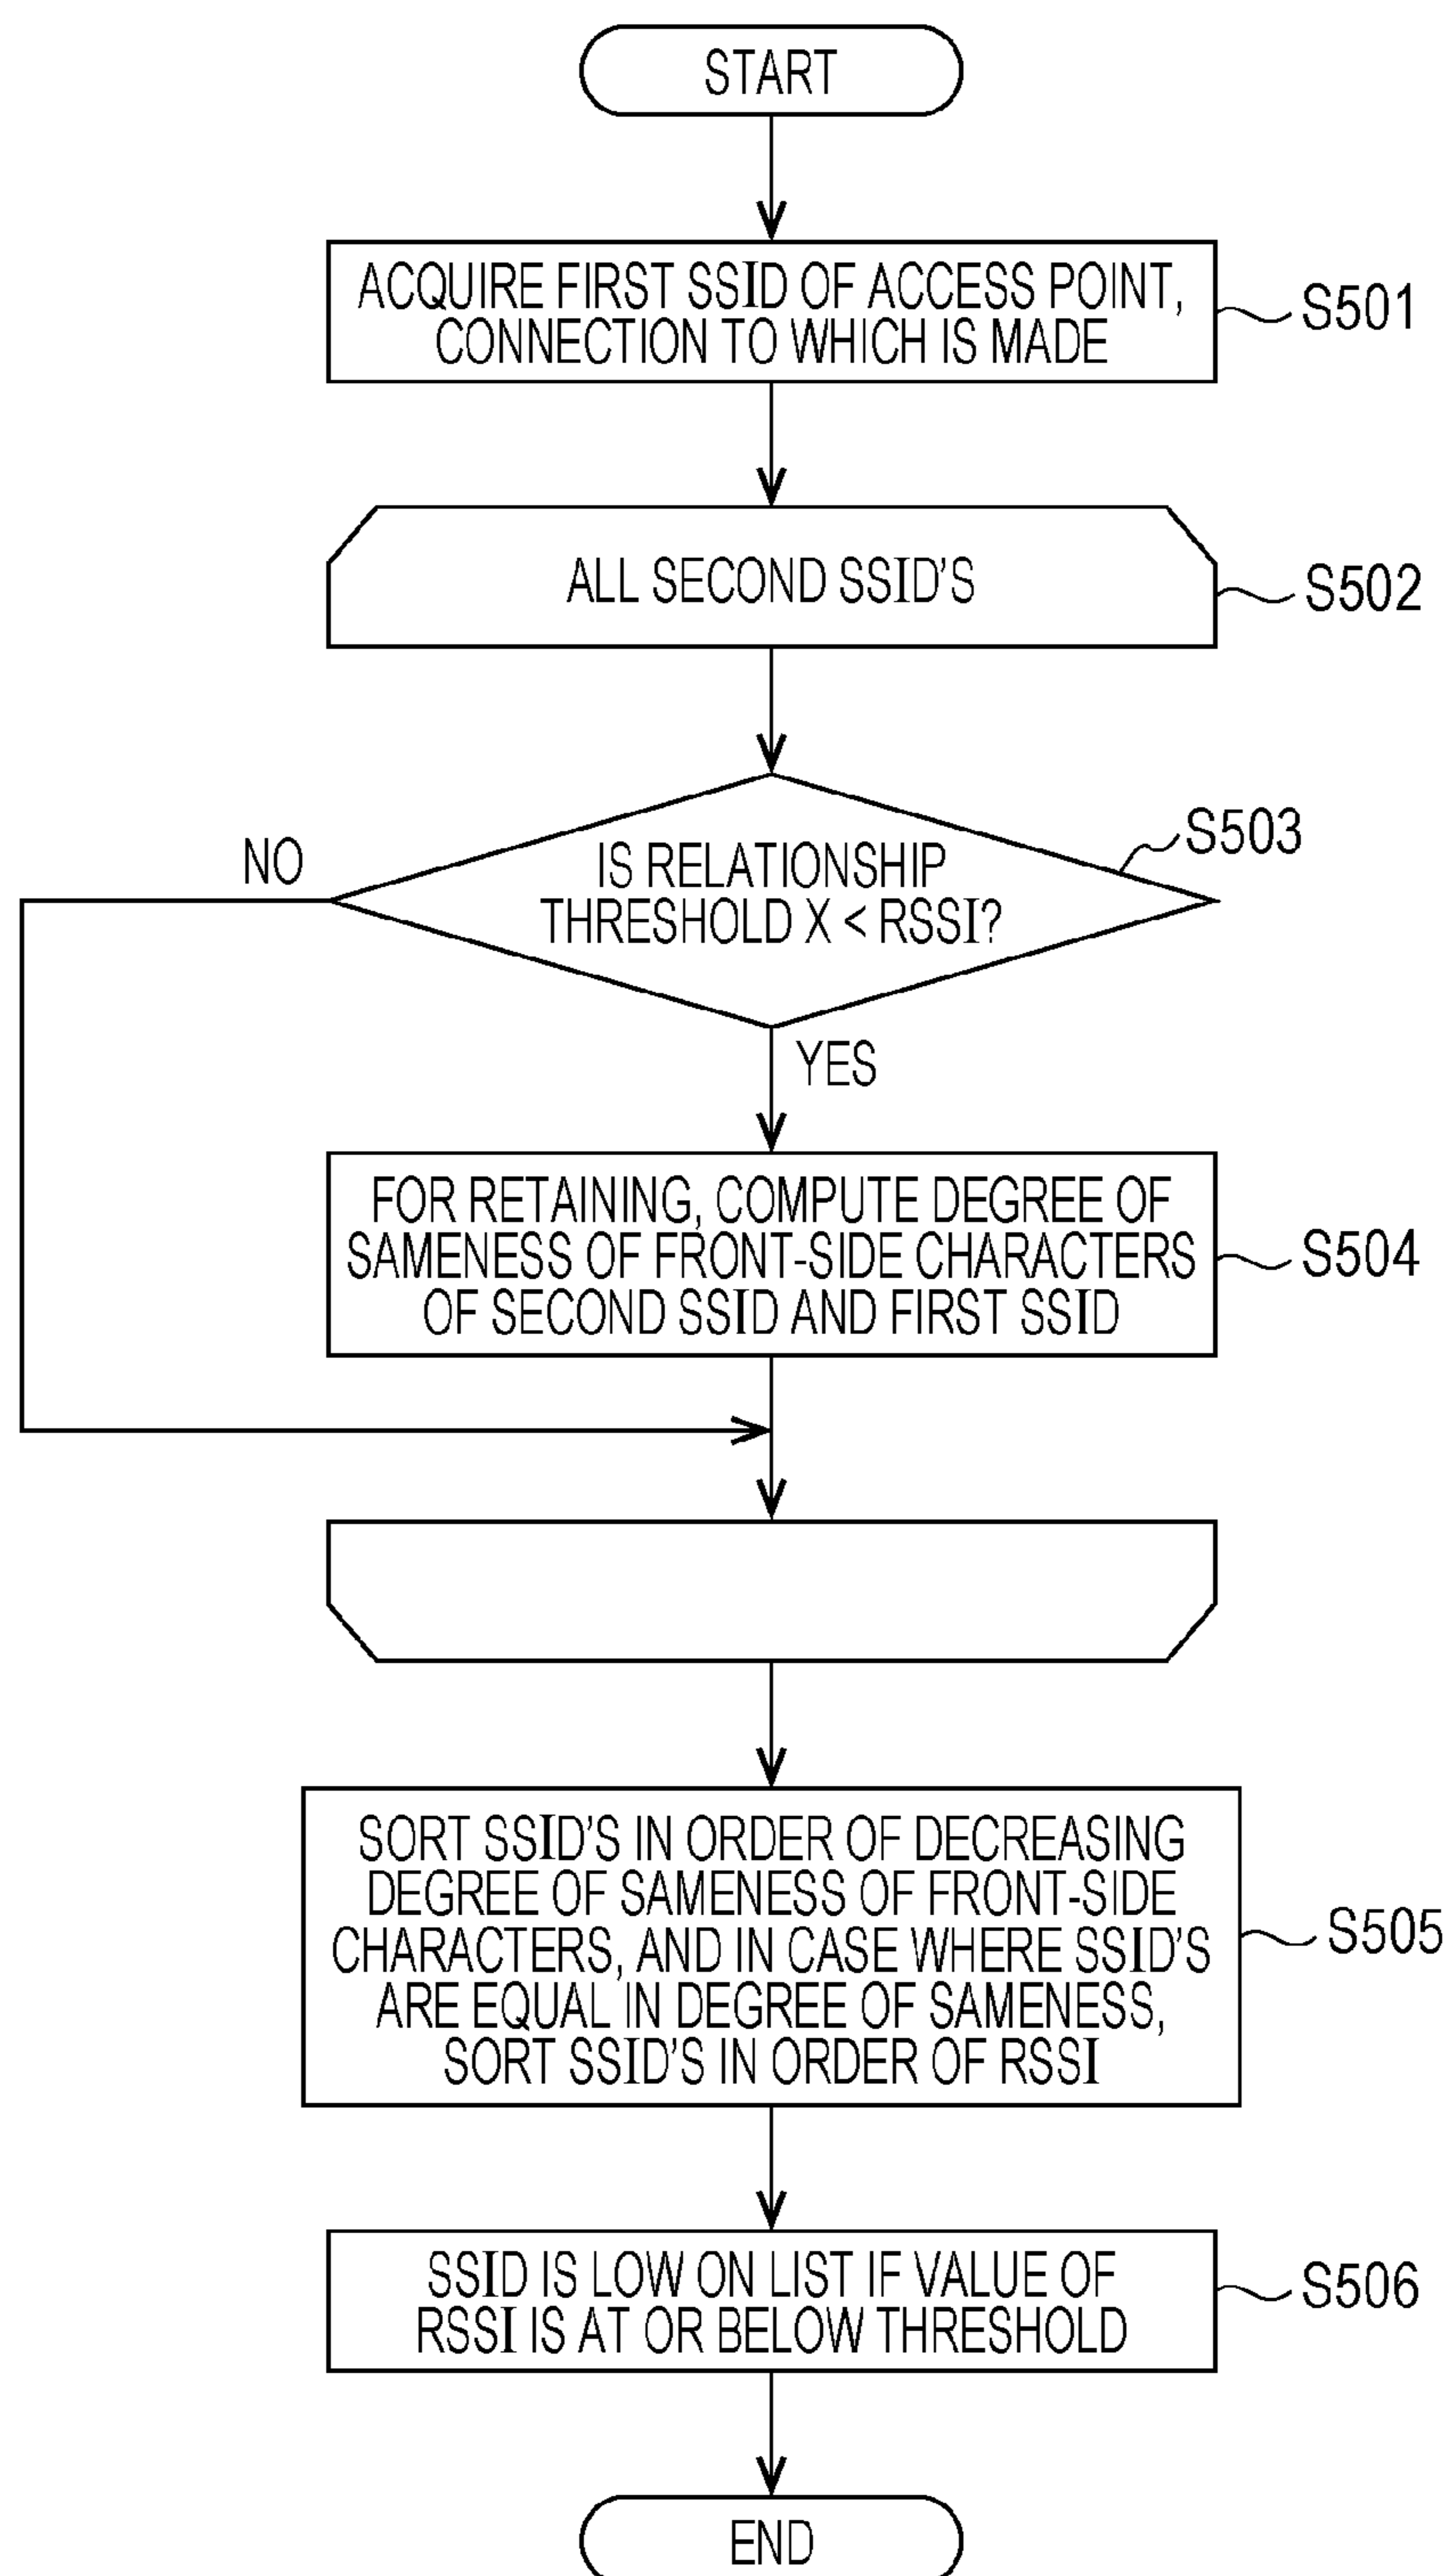 START
ACQUIRE FIRST SSID OF ACCESS POINT,
CONNECTION TO WHICH IS MADE
S501
ALL SECOND SSID'S
S502
IS RELATIONSHIP
THRESHOLD X < RSSI?
S503
NO
YES
FOR RETAINING, COMPUTE DEGREE OF
SAMENESS OF FRONT-SIDE CHARACTERS
OF SECOND SSID AND FIRST SSID
S504
SORT SSID'S IN ORDER OF DECREASING
DEGREE OF SAMENESS OF FRONT-SIDE
CHARACTERS, AND IN CASE WHERE SSID'S
ARE EQUAL IN DEGREE OF SAMENESS,
SORT SSID'S IN ORDER OF RSSI
S505
SSID IS LOW ON LIST IF VALUE OF
RSSI IS AT OR BELOW THRESHOLD
S506
END